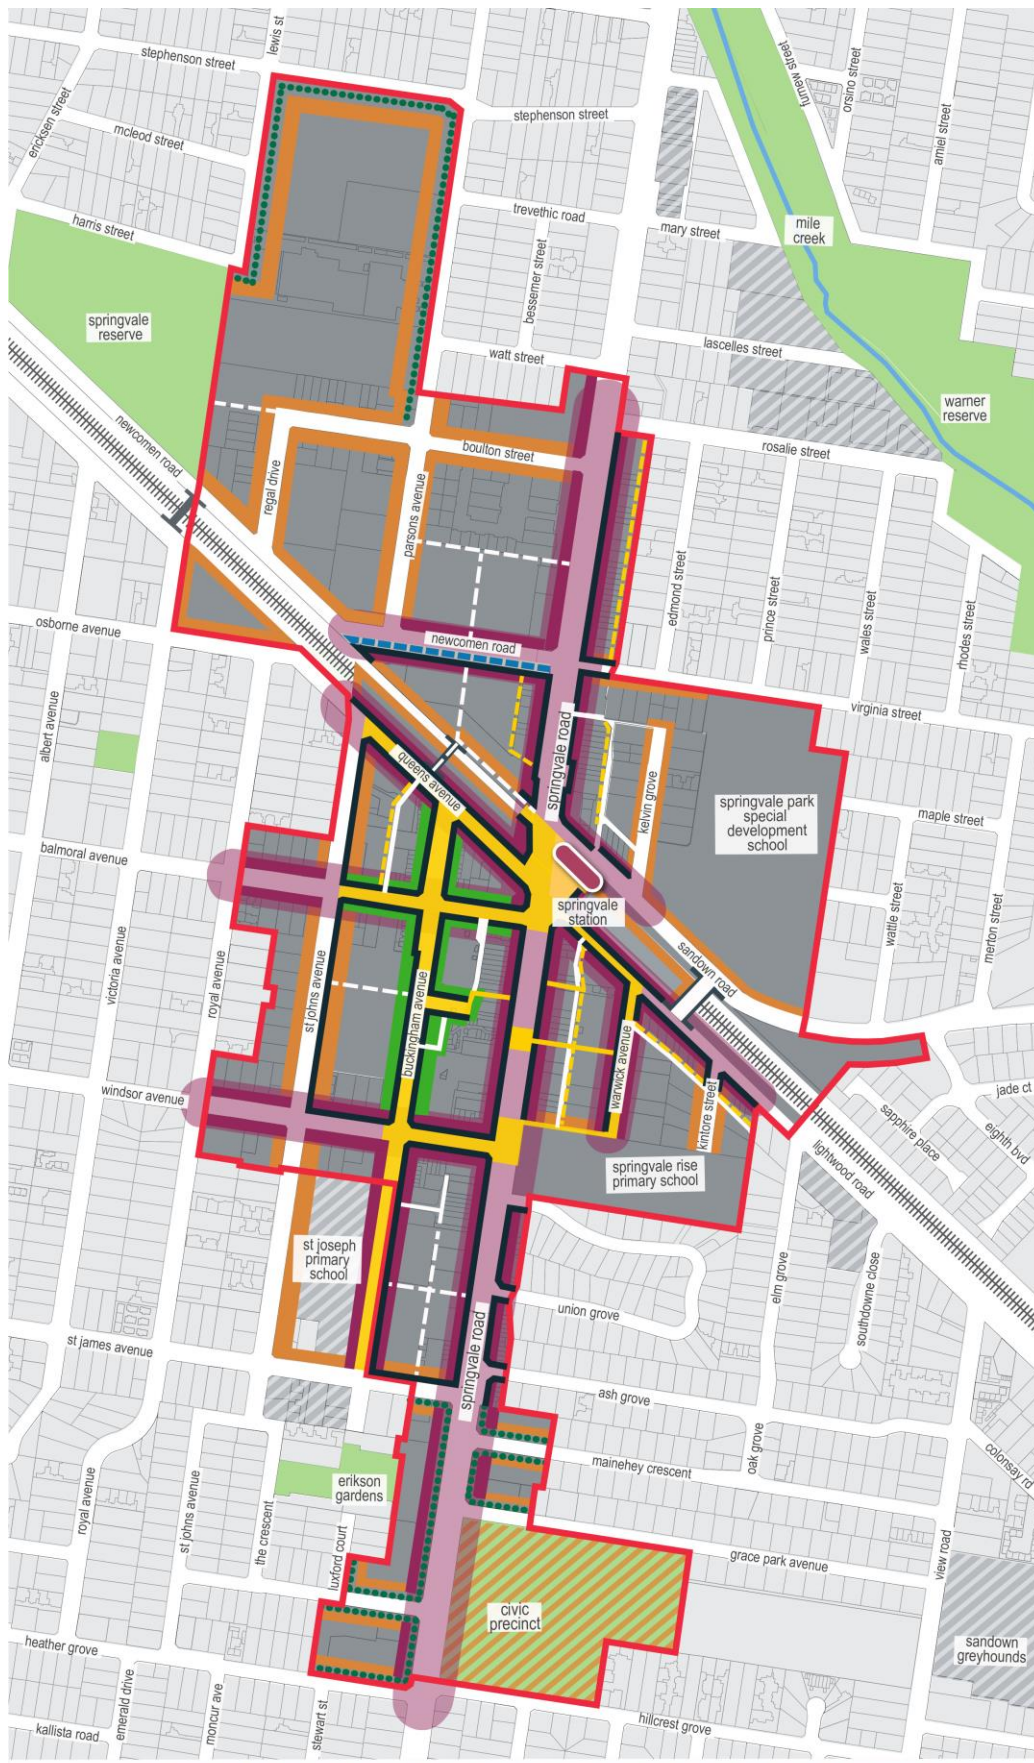 lewis st
stephenson street
ericksen street
mcleod street
stephenson street
furnew street
orsino street
amiel street
harris street
trevethic road
mary street
mile
creek
bessemer street
springvale
reserve
watt street
lascelles street
warner
reserve
newcomen road
boulton street
rosalie street
regal drive
parsons avenue
edmond street
prince street
wales street
rhodes street
osborne avenue
newcomen road
virginia street
albert avenue
queens avenue
springvale road
kelvin grove
springvale park
special
development
school
maple street
balmoral avenue
springvale
station
wattle street
merton street
victoria avenue
royal avenue
st johns avenue
buckingham avenue
sandown road
warwick avenue
windsor avenue
kintore street
jade ct
sapphire place
eighth bvd
lightwood road
springvale rise
primary school
st joseph
primary
school
elm grove
southdowne close
union grove
st james avenue
springvale road
ash grove
oak grove
colonsay rd
mainehey crescent
erikson
gardens
royal avenue
st johns avenue
the crescent
luxford court
grace park avenue
view road
civic
precinct
sandown
greyhounds
heather grove
emerald drive
moncur ave
stewart st
hillcrest grove
kallista road